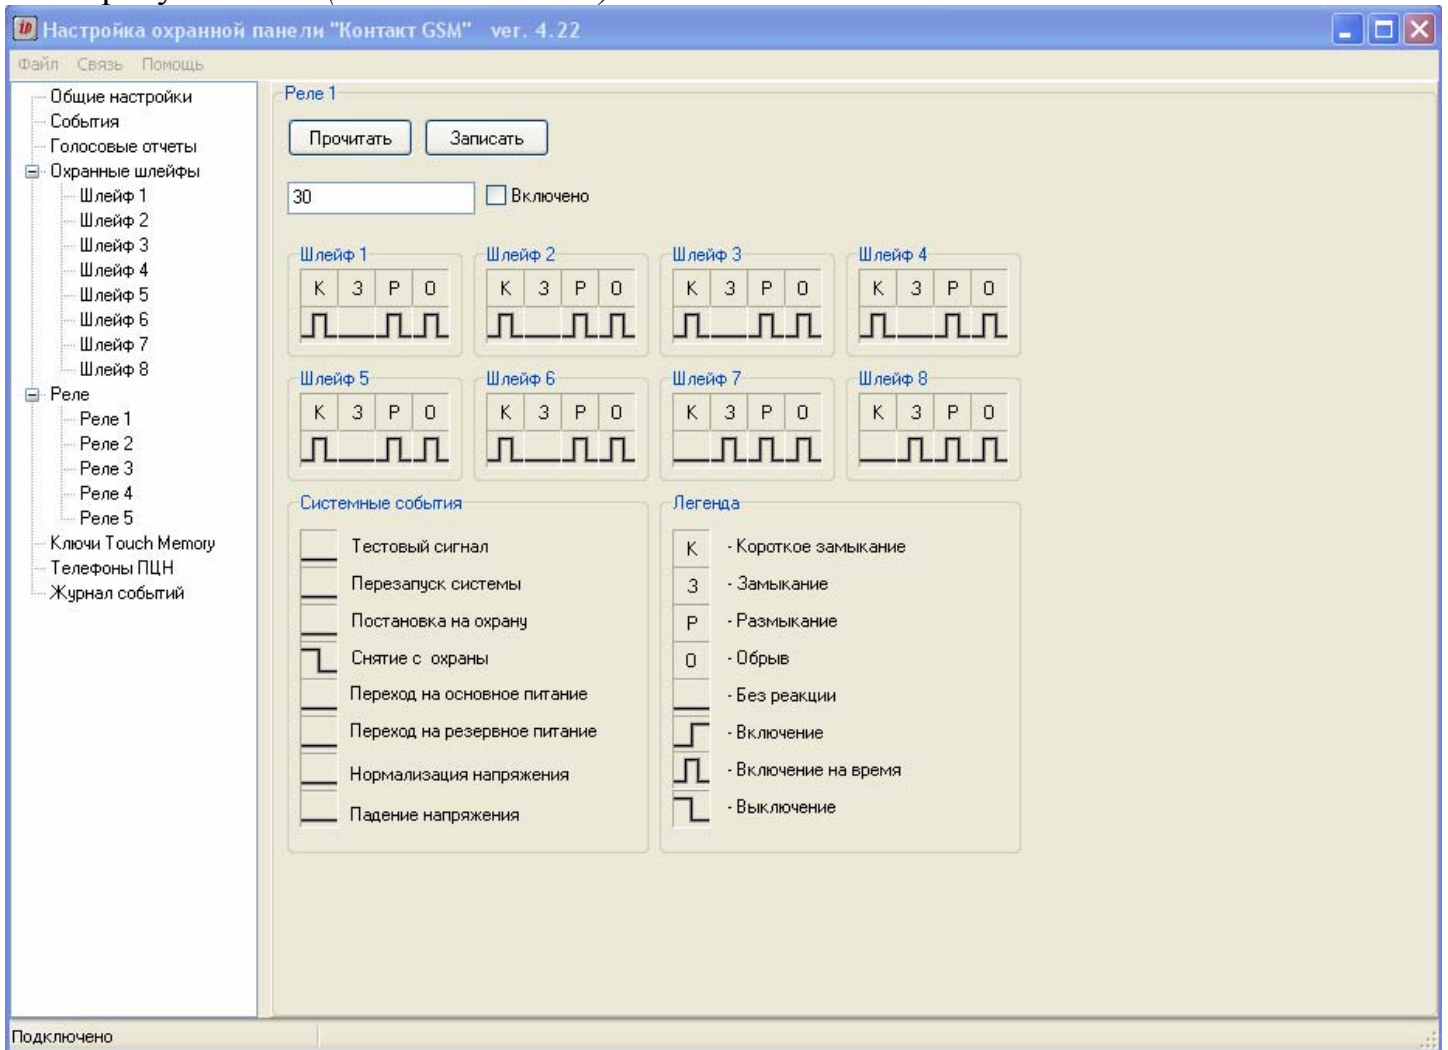 Настройка охранной панели "Контакт GSM" ver. 4.22
Файл Связь Помощь
Общие настройки
События
Голосовые отчеты
Охранные шлейфы
Шлейф 1
Шлейф 2
Шлейф 3
Шлейф 4
Шлейф 5
Шлейф 6
Шлейф 7
Шлейф 8
Реле
Реле 1
Реле 2
Реле 3
Реле 4
Реле 5
Ключи Touch Memory
Телефоны ПЦН
Журнал событий
Реле 1
Прочитать Записать
30 Включено
Шлейф 1 Шлейф 2 Шлейф 3 Шлейф 4
К З Р О К З Р О К З Р О К З Р О
Шлейф 5 Шлейф 6 Шлейф 7 Шлейф 8
К З Р О К З Р О К З Р О К З Р О
Системные события
Тестовый сигнал
Перезапуск системы
Постановка на охрану
Снятие с охраны
Переход на основное питание
Переход на резервное питание
Нормализация напряжения
Падение напряжения
Легенда
К - Короткое замыкание
З - Замыкание
Р - Размыкание
О - Обрыв
- Без реакции
- Включение
- Включение на время
- Выключение
Подключено